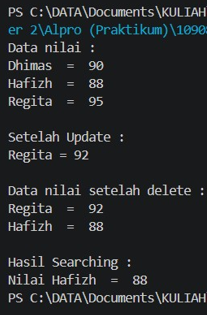 PS C:\DATA\Documents\KULIAH
er 2\Alpro (Praktikum)\10908
Data nilai :
Dhimas  =  90
Hafizh  =  88
Regita  =  95
Setelah Update :
Regita = 92
Data nilai setelah delete :
Regita  =  92
Hafizh  =  88
Hasil Searching :
Nilai Hafizh  =  88
PS C:\DATA\Documents\KULIAH